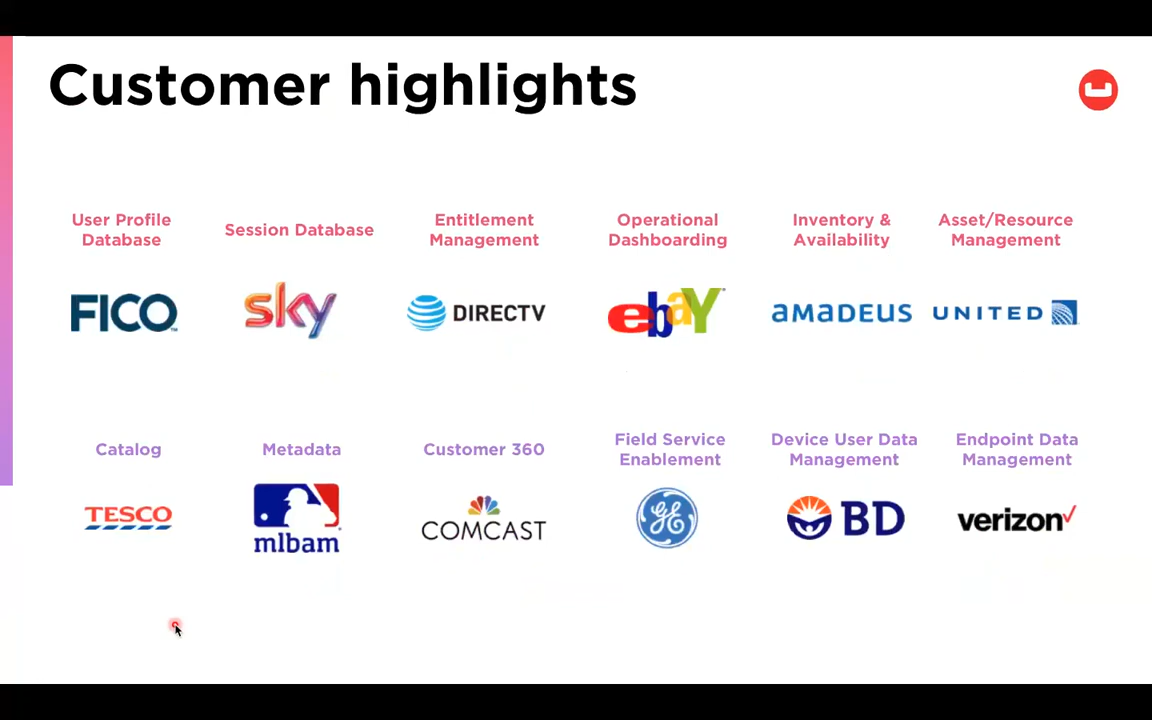 Customer highlights
User Profile
Database
Session Database
Entitlement
Management
Operational
Dashboarding
Inventory &
Availability
Asset/Resource
Management
FICO
sky
DIRECTV
ebaY
amadeus
UNITED
Catalog
Metadata
Customer 360
Field Service
Enablement
Device User Data
Management
Endpoint Data
Management
TESCO
mlbam
COMCAST
GE
BD
verizon